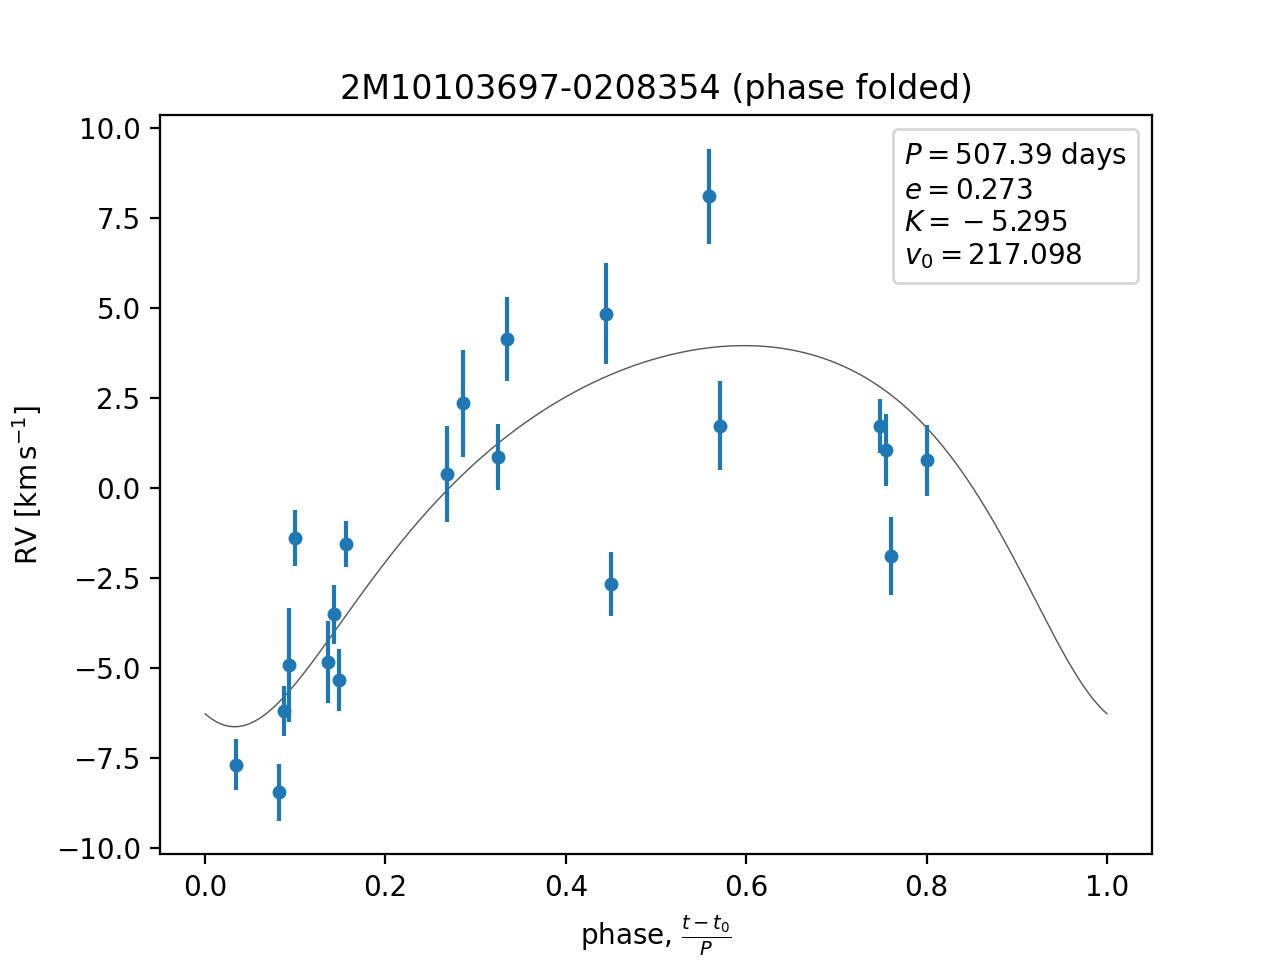 2M10103697-0208354 (phase folded)
P = 507.39 days
e = 0.273
K = −5.295
v₀ = 217.098
RV [km s⁻¹]
10.0
7.5
5.0
2.5
0.0
−2.5
−5.0
−7.5
−10.0
0.0 0.2 0.4 0.6 0.8 1.0
phase, (t − t₀)/P